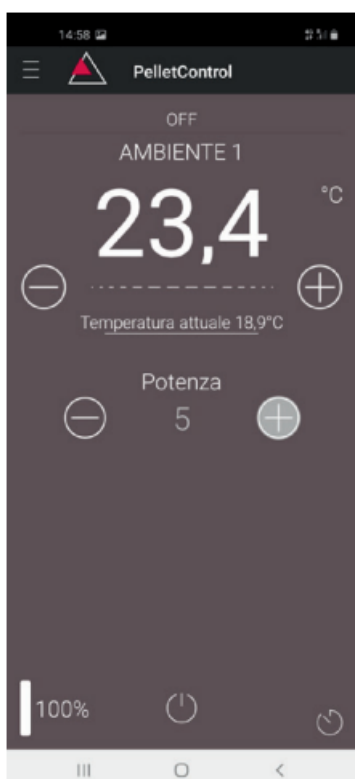 14:58
PelletControl
OFF
AMBIENTE 1
23,4 °C
Temperatura attuale 18,9°C
Potenza
5
100%